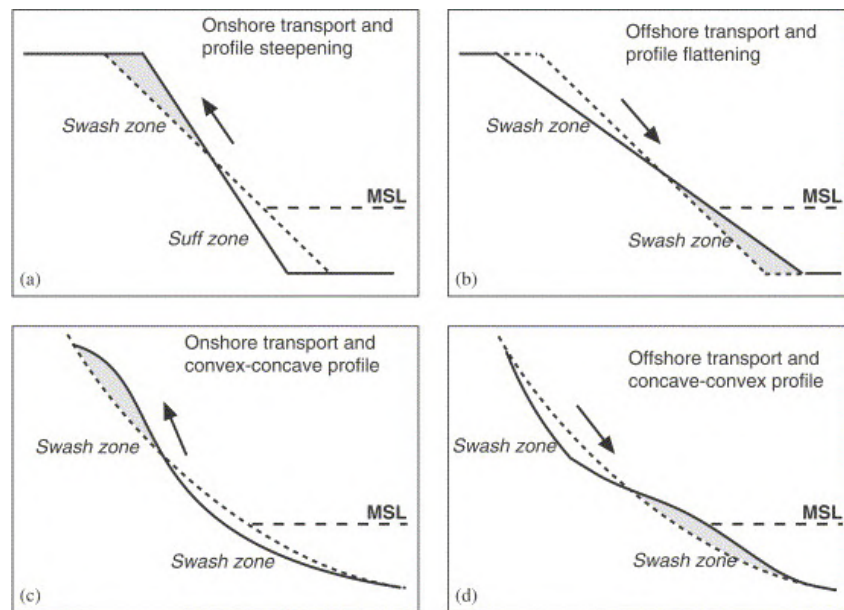 Onshore transport and
profile steepening
Swash zone
MSL
Suff zone
(a)
Offshore transport and
profile flattening
Swash zone
MSL
Swash zone
(b)
Onshore transport and
convex-concave profile
Swash zone
MSL
Swash zone
(c)
Offshore transport and
concave-convex profile
Swash zone
MSL
Swash zone
(d)